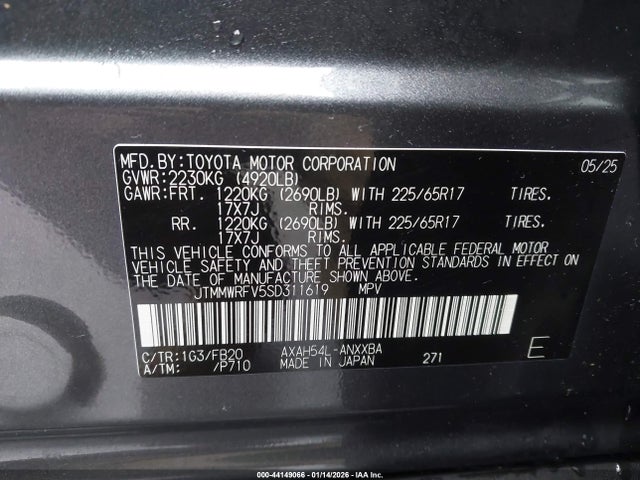 MFD.BY:TOYOTA MOTOR CORPORATION 05/25
GVWR:2230KG (4920LB)
GAWR:FRT. 1220KG (2690LB) WITH 225/65R17 TIRES.
17X7J RIMS.
RR. 1220KG (2690LB) WITH 225/65R17 TIRES.
17X7J RIMS.
THIS VEHICLE CONFORMS TO ALL APPLICABLE FEDERAL MOTOR
VEHICLE SAFETY AND THEFT PREVENTION STANDARDS IN EFFECT ON
THE DATE OF MANUFACTURE SHOWN ABOVE.
JTMMWRFV5SD311619 MPV
C/TR:1G3/FB20 AXAH54L-ANXXBA 271 E
A/TM: /P710 MADE IN JAPAN
000-44149066 - 01/14/2026 - IAA Inc.